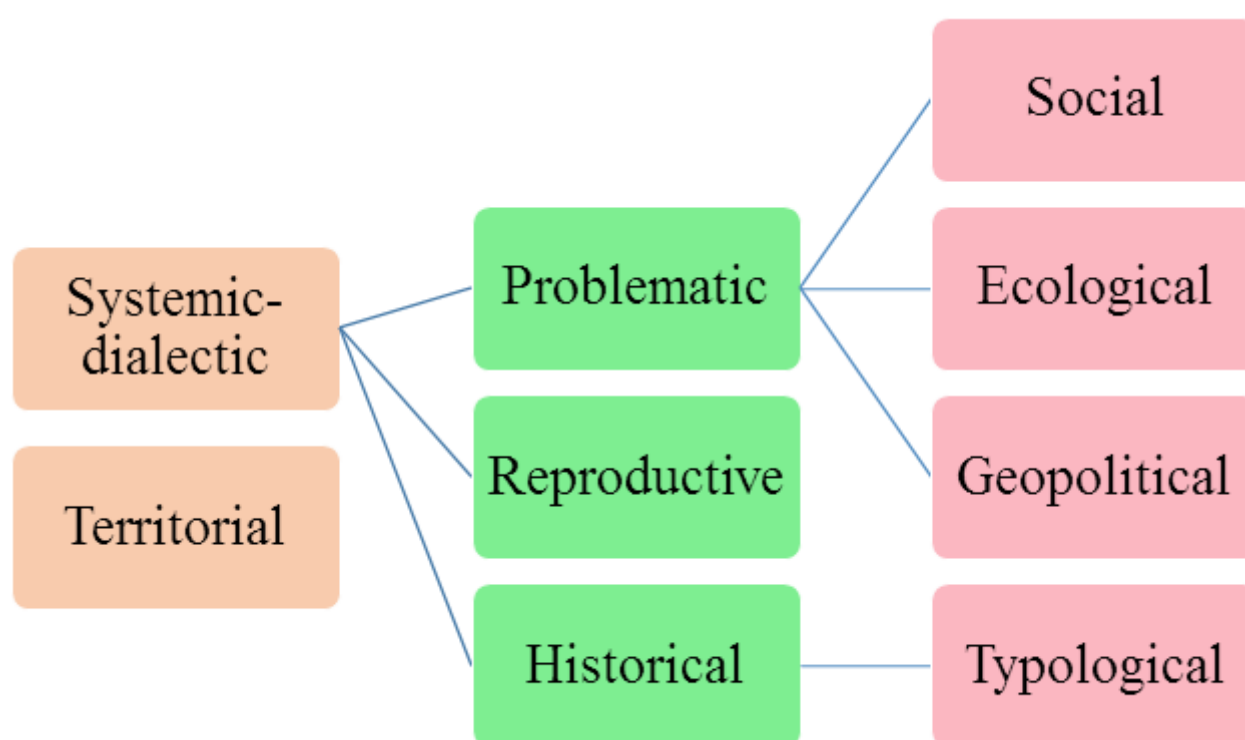 Systemic-
dialectic
Territorial
Problematic
Reproductive
Historical
Social
Ecological
Geopolitical
Typological